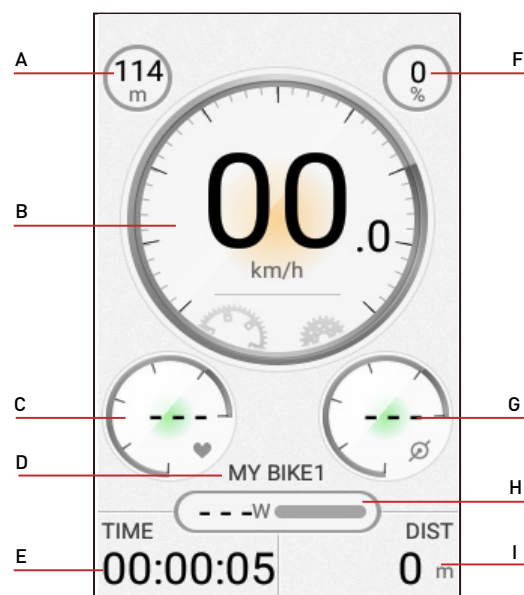 A
114
m
F
0
%
B
00.0
km/h
C
---
G
---
D
MY BIKE1
H
---W
TIME
DIST
E
00:00:05
I
0 m